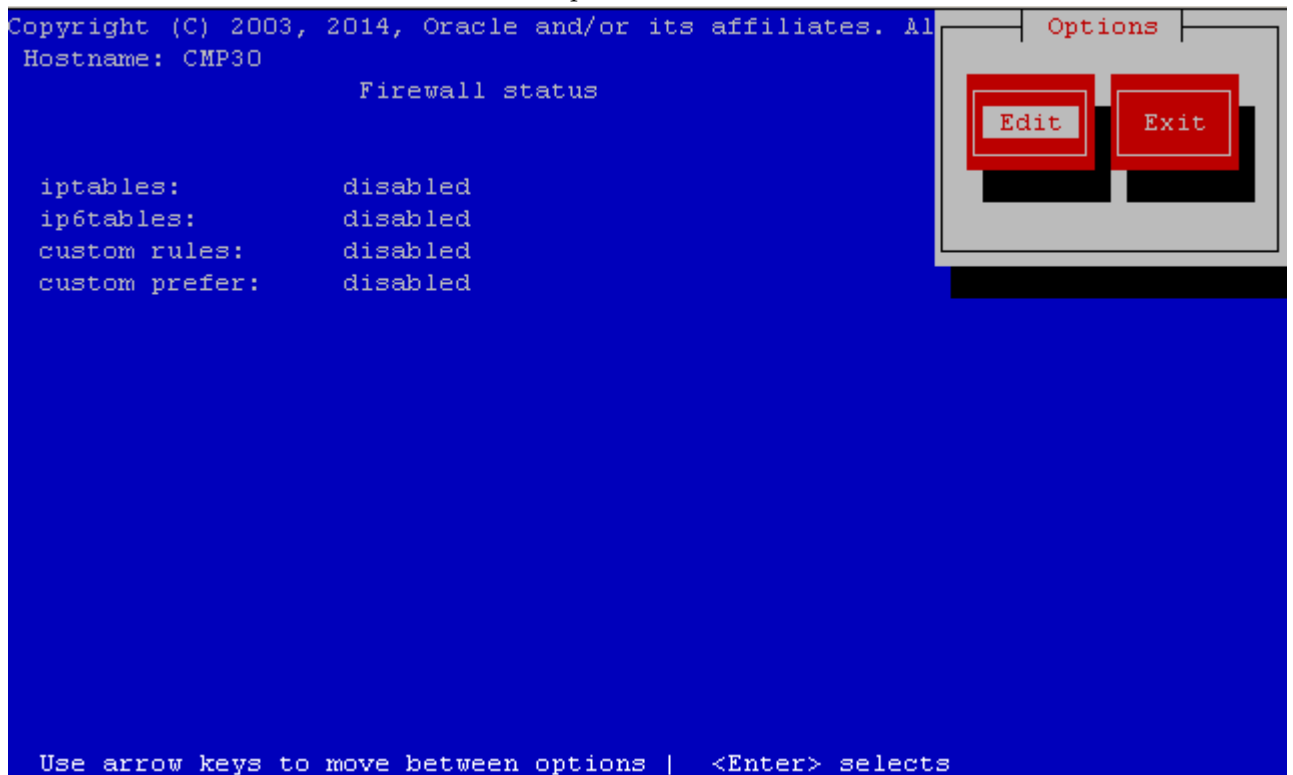 Copyright (C) 2003, 2014, Oracle and/or its affiliates. Al
Options
Hostname: CMP30
Firewall status
Edit Exit
iptables: disabled
ip6tables: disabled
custom rules: disabled
custom prefer: disabled
Use arrow keys to move between options | <Enter> selects